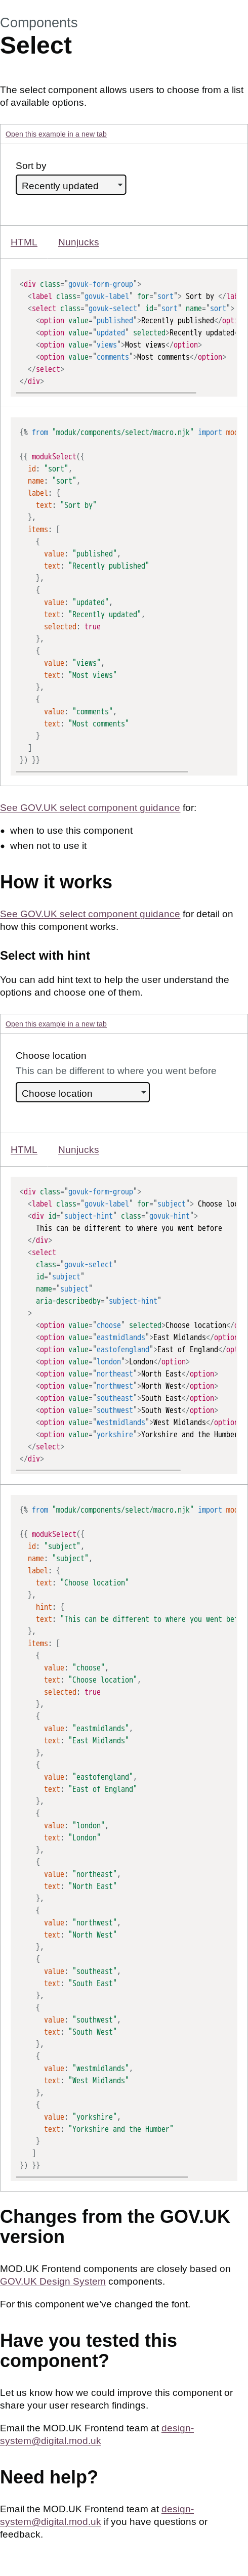 Components
Select
The select component allows users to choose from a list
of available options.
Open this example in a new tab
Sort by
Recently updated
HTML Nunjucks
<div class="govuk-form-group">
<label class="govuk-label" for="sort"> Sort by </lab
<select class="govuk-select" id="sort" name="sort">
<option value="published">Recently published</opti
<option value="updated" selected>Recently updated<
<option value="views">Most views</option>
<option value="comments">Most comments</option>
</select>
</div>
{% from "moduk/components/select/macro.njk" import mod
{{ modukSelect({
id: "sort",
name: "sort",
label: {
text: "Sort by"
},
items: [
{
value: "published",
text: "Recently published"
},
{
value: "updated",
text: "Recently updated",
selected: true
},
{
value: "views",
text: "Most views"
},
{
value: "comments",
text: "Most comments"
}
]
}) }}
See GOV.UK select component guidance for:
• when to use this component
• when not to use it
How it works
See GOV.UK select component guidance for detail on
how this component works.
Select with hint
You can add hint text to help the user understand the
options and choose one of them.
Open this example in a new tab
Choose location
This can be different to where you went before
Choose location
HTML Nunjucks
<div class="govuk-form-group">
<label class="govuk-label" for="subject"> Choose loc
<div id="subject-hint" class="govuk-hint">
This can be different to where you went before
</div>
<select
class="govuk-select"
id="subject"
name="subject"
aria-describedby="subject-hint"
>
<option value="choose" selected>Choose location</o
<option value="eastmidlands">East Midlands</option
<option value="eastofengland">East of England</opt
<option value="london">London</option>
<option value="northeast">North East</option>
<option value="northwest">North West</option>
<option value="southeast">South East</option>
<option value="southwest">South West</option>
<option value="westmidlands">West Midlands</option
<option value="yorkshire">Yorkshire and the Humber
</select>
</div>
{% from "moduk/components/select/macro.njk" import mod
{{ modukSelect({
id: "subject",
name: "subject",
label: {
text: "Choose location"
},
hint: {
text: "This can be different to where you went bef
},
items: [
{
value: "choose",
text: "Choose location",
selected: true
},
{
value: "eastmidlands",
text: "East Midlands"
},
{
value: "eastofengland",
text: "East of England"
},
{
value: "london",
text: "London"
},
{
value: "northeast",
text: "North East"
},
{
value: "northwest",
text: "North West"
},
{
value: "southeast",
text: "South East"
},
{
value: "southwest",
text: "South West"
},
{
value: "westmidlands",
text: "West Midlands"
},
{
value: "yorkshire",
text: "Yorkshire and the Humber"
}
]
}) }}
Changes from the GOV.UK
version
MOD.UK Frontend components are closely based on
GOV.UK Design System components.
For this component we've changed the font.
Have you tested this
component?
Let us know how we could improve this component or
share your user research findings.
Email the MOD.UK Frontend team at design-
system@digital.mod.uk
Need help?
Email the MOD.UK Frontend team at design-
system@digital.mod.uk if you have questions or
feedback.